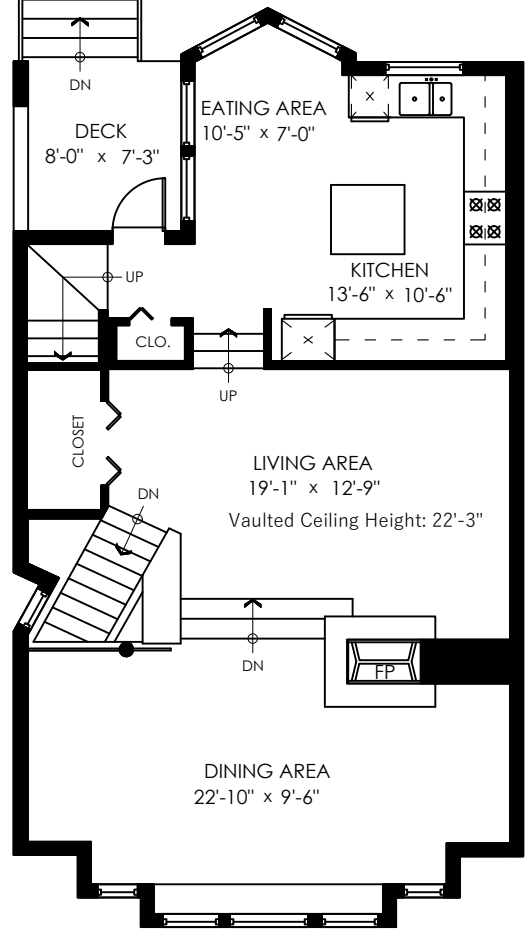 DN
DECK
8'-0" x 7'-3"
EATING AREA
10'-5" x 7'-0"
x
UP
KITCHEN
13'-6" x 10'-6"
CLO.
x
UP
CLOSET
LIVING AREA
19'-1" x 12'-9"
Vaulted Ceiling Height: 22'-3"
DN
DN
FP
DINING AREA
22'-10" x 9'-6"